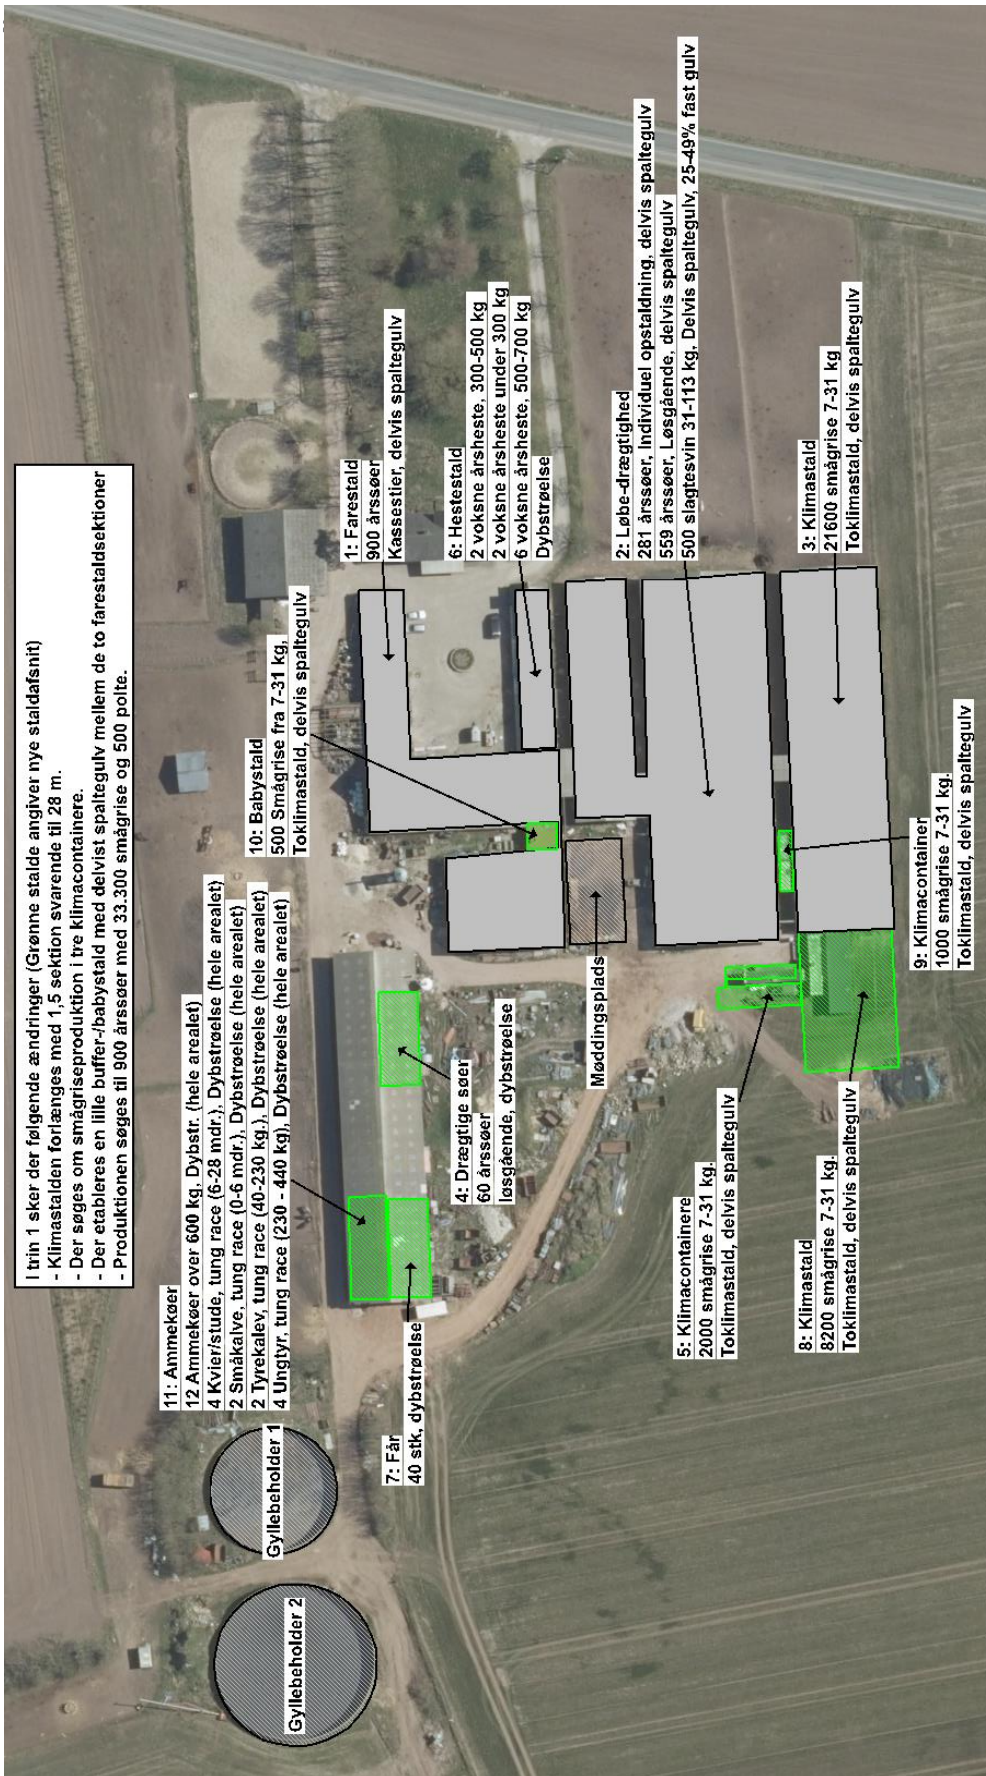 I trin 1 sker der følgende ændringer (Grønne stalde angiver nye staldafsnit)
- Klimastalden forlænges med 1,5 sektion svarende til 28 m.
- Der søges om smågriseproduktion i tre klimacontainere.
- Der etableres en lille buffer-/babystald med delvist spaltegulv mellem de to farestaldsektioner
- Produktionen søges til 900 årssøer med 33.300 smågrise og 500 polte.
11: Ammekøer
12 Ammekøer over 600 kg, Dybstr. (hele arealet)
4 Kvier/stude, tung race (6-28 mdr.), Dybstrøelse (hele arealet)
2 Småkalve, tung race (0-6 mdr.), Dybstrøelse (hele arealet)
2 Tyrekalev, tung race (40-230 kg.), Dybstrøelse (hele arealet)
4 Ungtyr, tung race (230 - 440 kg), Dybstrøelse (hele arealet)
10: Babystald
500 Smågrise fra 7-31 kg,
Toklimastald, delvis spaltegulv
1: Farestald
900 årssøer
Kassestier, delvis spaltegulv
6: Hestestald
2 voksne årsheste, 300-500 kg
2 voksne årsheste under 300 kg
6 voksne årsheste, 500-700 kg
Dybstrøelse
Gyllebeholder 1
Gyllebeholder 2
7: Får
40 stk, dybstrøelse
4: Drægtige søer
60 årssøer
løsgående, dybstrøelse
Møddingsplads
2: Løbe-drægtighed
281 årssøer, Individuel opstaldning, delvis spaltegulv
559 årssøer, Løsgående, delvis spaltegulv
500 slagtesvin 31-113 kg, Delvis spaltegulv, 25-49% fast gulv
5: Klimacontainere
2000 smågrise 7-31 kg.
Toklimastald, delvis spaltegulv
8: Klimastald
8200 smågrise 7-31 kg.
Toklimastald, delvis spaltegulv
3: Klimastald
21600 smågrise 7-31 kg
Toklimastald, delvis spaltegulv
9: Klimacontainer
1000 smågrise 7-31 kg.
Toklimastald, delvis spaltegulv